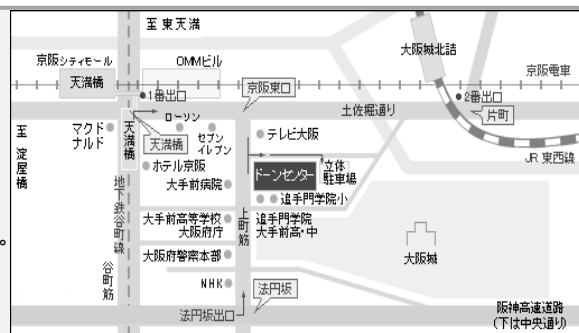 至 東天満
京阪シティモール
OMMビル
大阪城北詰
天満橋
京阪電車
1番出口
京阪東口
2番出口
土佐堀通り
片町
ローソン
マクド
ナルド
天満橋
天満橋
セブン
イレブン
テレビ大阪
至 淀屋橋
ホテル京阪
ドーンセンター
立体
駐車場
JR 東西線
大手前病院
追手門学院小
地下鉄谷町線
大手前高等学校
大阪府庁
上町筋
追手門学院
大手前高・中
大阪府警察本部
大阪城
谷町筋
NHK
法円坂
法円坂出口
阪神高速道路
(下は中央通り)
。